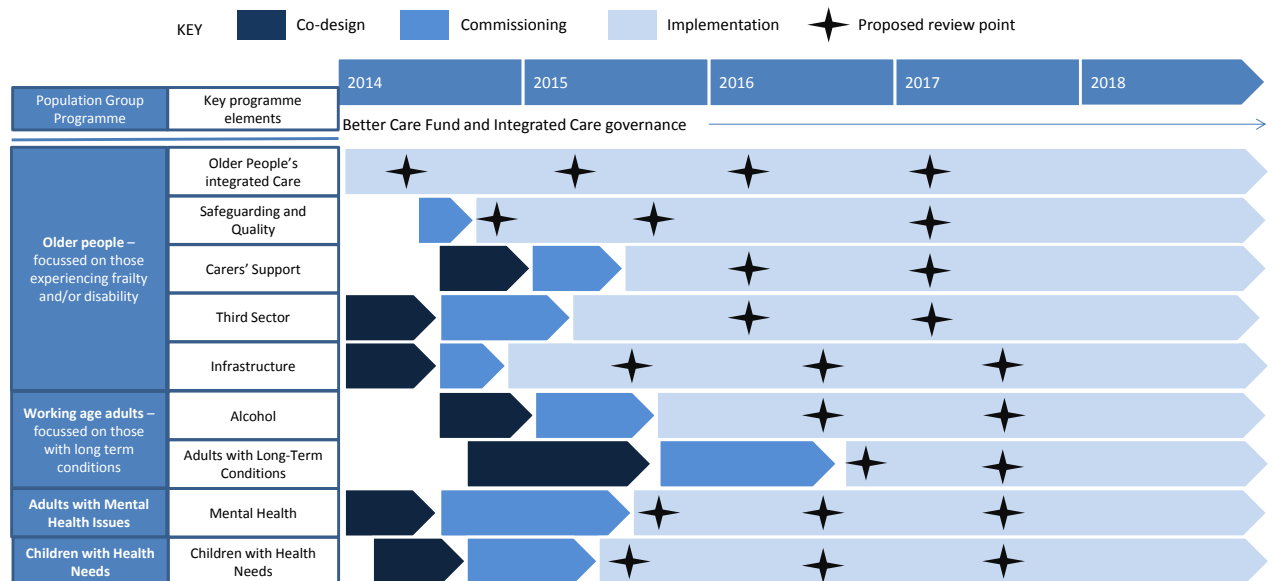 KEY
Co-design
Commissioning
Implementation
Proposed review point
2014
2015
2016
2017
2018
Population Group
Programme
Key programme
elements
Better Care Fund and Integrated Care governance
Older people –
focussed on those
experiencing frailty
and/or disability
Older People's
integrated Care
Safeguarding and
Quality
Carers' Support
Third Sector
Infrastructure
Working age adults –
focussed on those
with long term
conditions
Alcohol
Adults with Long-Term
Conditions
Adults with Mental
Health Issues
Mental Health
Children with Health
Needs
Children with Health
Needs